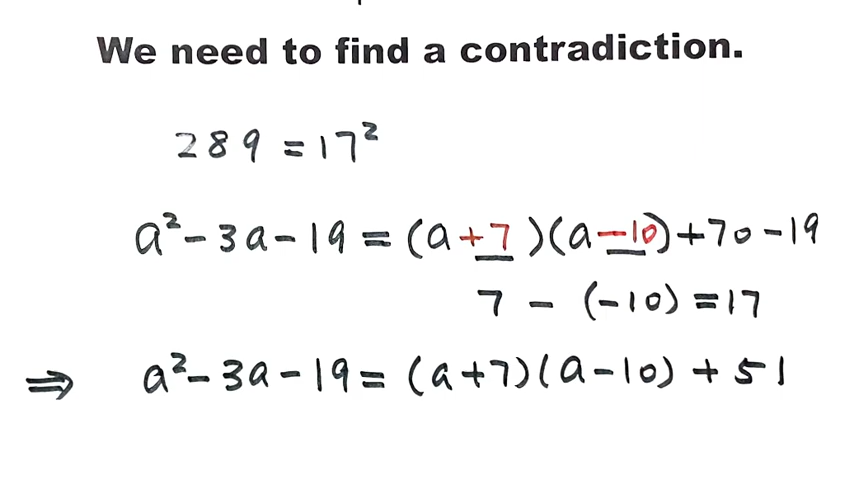 We need to find a contradiction.
289 = 17²
a² - 3a - 19 = (a + 7)(a - 10) + 70 - 19
7 - (-10) = 17
⇒ a² - 3a - 19 = (a + 7)(a - 10) + 51